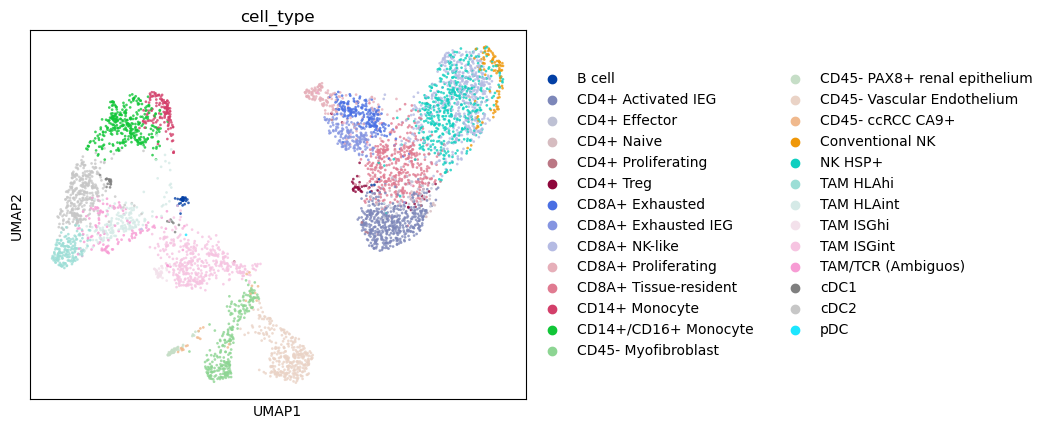 cell_type
UMAP2
UMAP1
B cell
CD4+ Activated IEG
CD4+ Effector
CD4+ Naive
CD4+ Proliferating
CD4+ Treg
CD8A+ Exhausted
CD8A+ Exhausted IEG
CD8A+ NK-like
CD8A+ Proliferating
CD8A+ Tissue-resident
CD14+ Monocyte
CD14+/CD16+ Monocyte
CD45- Myofibroblast
CD45- PAX8+ renal epithelium
CD45- Vascular Endothelium
CD45- ccRCC CA9+
Conventional NK
NK HSP+
TAM HLAhi
TAM HLAint
TAM ISGhi
TAM ISGint
TAM/TCR (Ambiguos)
cDC1
cDC2
pDC